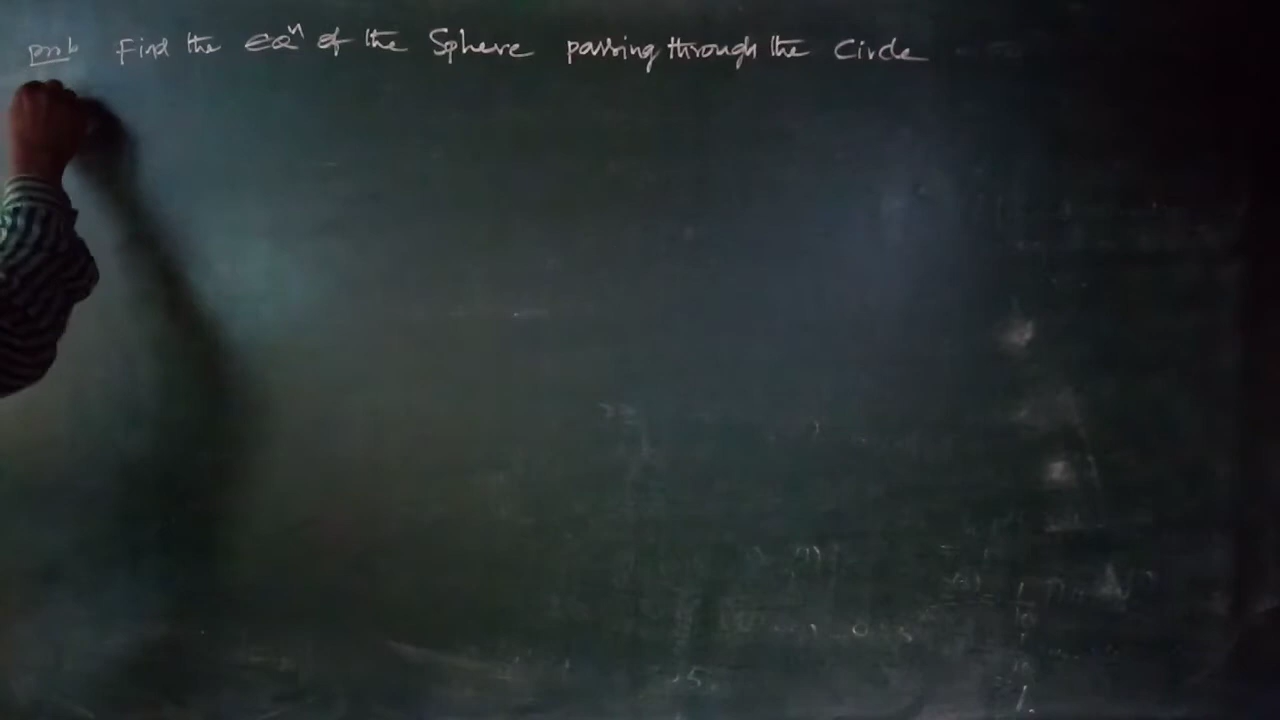 Prob Find the eqⁿ of the Sphere passing through the Circle